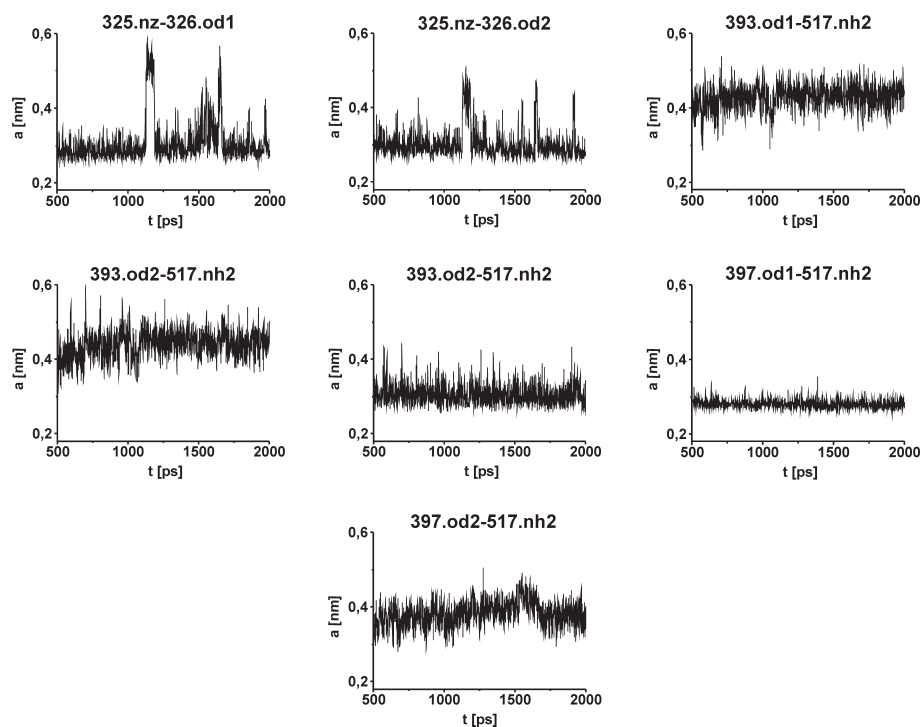 325.nz-326.od1
0,6
0,4
0,2
a [nm]
500 1000 1500 2000
t [ps]
325.nz-326.od2
0,6
0,4
0,2
a [nm]
500 1000 1500 2000
t [ps]
393.od1-517.nh2
0,6
0,4
0,2
a [nm]
500 1000 1500 2000
t [ps]
393.od2-517.nh2
0,6
0,4
0,2
a [nm]
500 1000 1500 2000
t [ps]
393.od2-517.nh2
0,6
0,4
0,2
a [nm]
500 1000 1500 2000
t [ps]
397.od1-517.nh2
0,6
0,4
0,2
a [nm]
500 1000 1500 2000
t [ps]
397.od2-517.nh2
0,6
0,4
0,2
a [nm]
500 1000 1500 2000
t [ps]